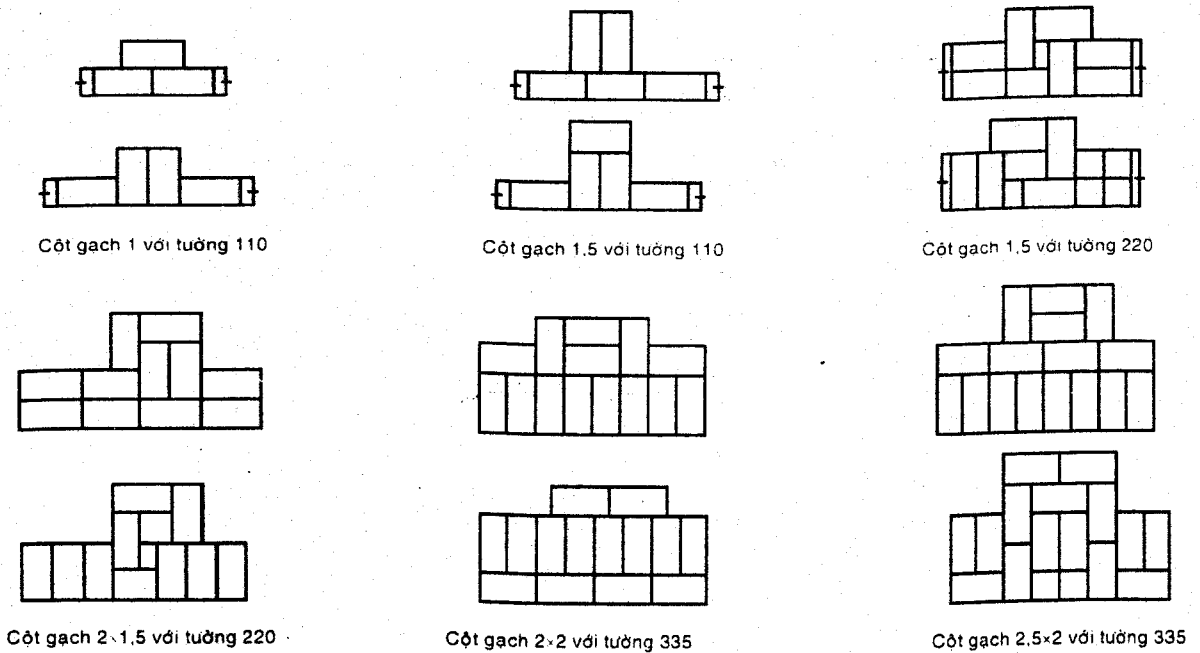 Cột gạch 1 với tường 110
Cột gạch 1.5 với tường 110
Cột gạch 1,5 với tường 220
Cột gạch 2×1,5 với tường 220
Cột gạch 2×2 với tường 335
Cột gạch 2,5×2 với tường 335